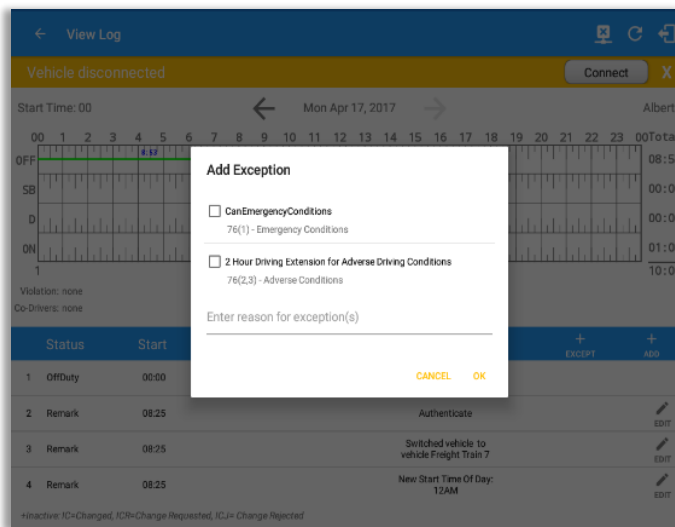 View Log
Vehicle disconnected
Connect X
Start Time: 00
Mon Apr 17, 2017
Albert
00 1 2 3 4 5 6 7 8 9 10 11 12 13 14 15 16 17 18 19 20 21 22 23 00Tota
OFF
08:5
SB
00:0
D
00:0
ON
01:0
1
10:0
Violation: none
Co-Drivers: none
Add Exception
CanEmergencyConditions
76(1) - Emergency Conditions
2 Hour Driving Extension for Adverse Driving Conditions
76(2,3) - Adverse Conditions
Enter reason for exception(s)
CANCEL OK
Status Start
+ EXCEPT
+ ADD
1 OffDuty 00:00
2 Remark 08:25 Authenticate EDIT
3 Remark 08:25 Switched vehicle to
vehicle Freight Train 7 EDIT
4 Remark 08:25 New Start Time Of Day:
12AM EDIT
+Inactive: IC=Changed, ICR=Change Requested, ICJ= Change Rejected